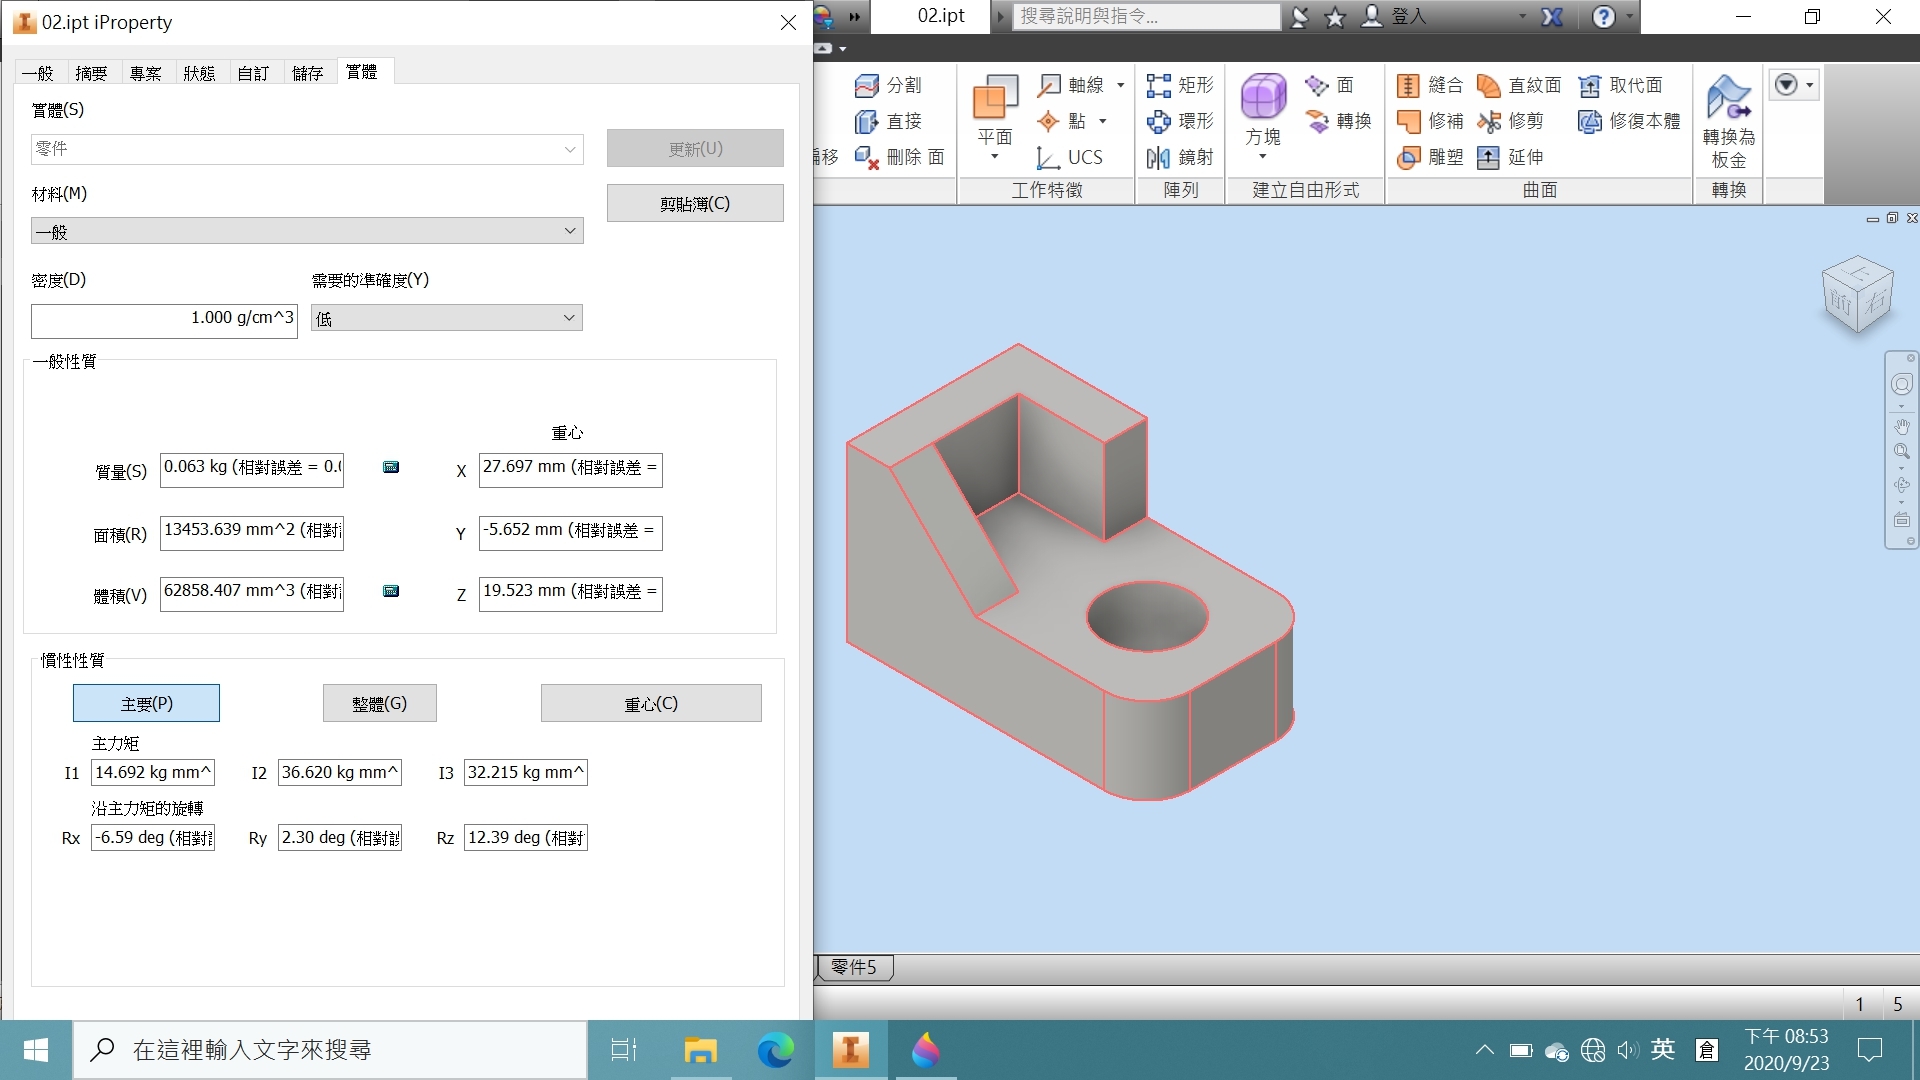 02.ipt iProperty
一般 摘要 專案 狀態 自訂 儲存 實體
實體(S)
零件
更新(U)
材料(M)
剪貼簿(C)
一般
密度(D) 需要的準確度(Y)
1.000 g/cm^3 低
一般性質
重心
質量(S) 0.063 kg (相對誤差 = 0.0 X 27.697 mm (相對誤差 =
面積(R) 13453.639 mm^2 (相對 Y -5.652 mm (相對誤差 =
體積(V) 62858.407 mm^3 (相對 Z 19.523 mm (相對誤差 =
慣性性質
主要(P) 整體(G) 重心(C)
主力矩
I1 14.692 kg mm^ I2 36.620 kg mm^ I3 32.215 kg mm^
沿主力矩的旋轉
Rx -6.59 deg (相對 Ry 2.30 deg (相對 Rz 12.39 deg (相對
02.ipt 搜尋說明與指令... 登入
分割 軸線 矩形 面 縫合 直紋面 取代面
直接 點 環形 轉換 修補 修剪 修復本體
平面 方塊 轉換為
板金
偏移 刪除 面 UCS 鏡射 雕塑 延伸
工作特徵 陣列 建立自由形式 曲面 轉換
上
前 右
零件5
1 5
在這裡輸入文字來搜尋
英 倉
下午 08:53
2020/9/23